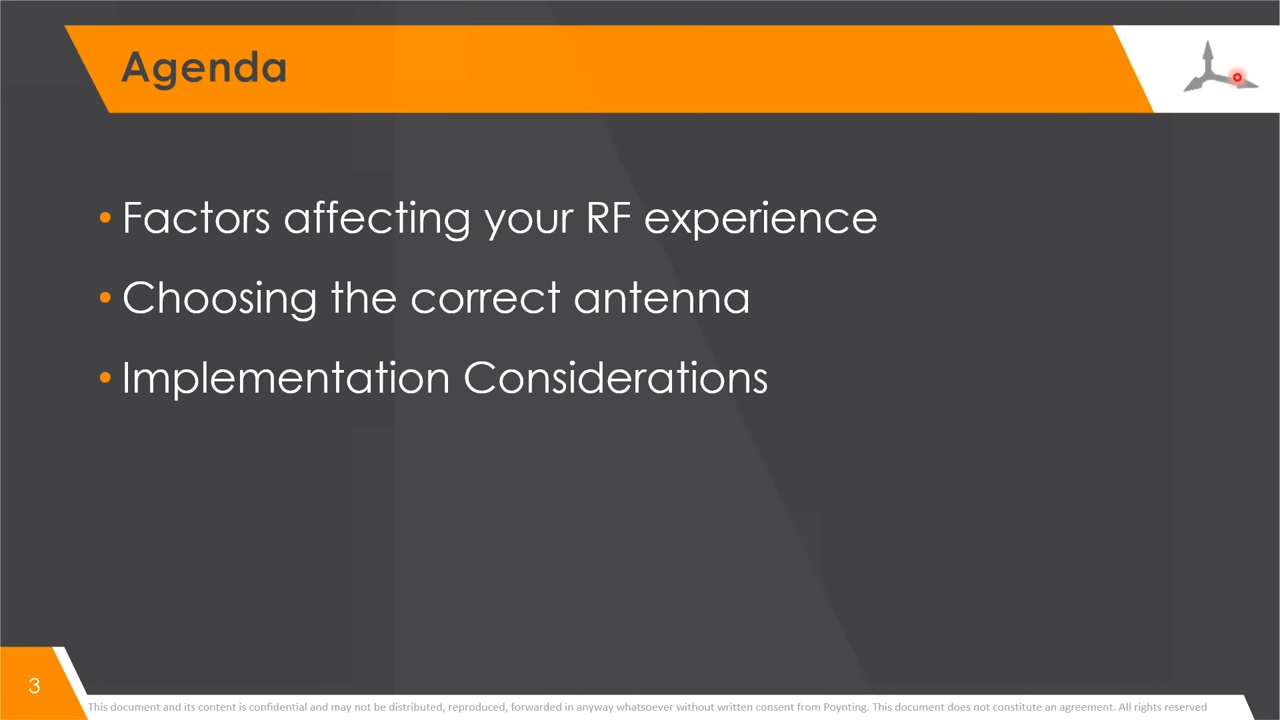 Agenda
• Factors affecting your RF experience
• Choosing the correct antenna
• Implementation Considerations
3
This document and its content is confidential and may not be distributed, reproduced, forwarded in anyway whatsoever without written consent from Poynting. This document does not constitute an agreement. All rights reserved